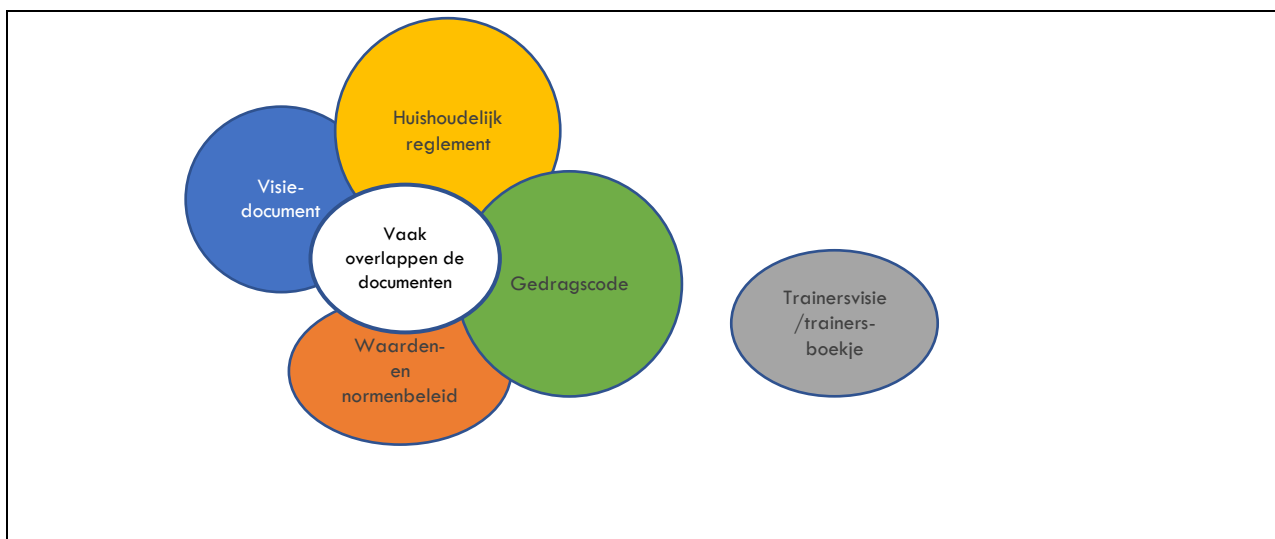 Huishoudelijk
reglement
Visie-
document
Vaak
overlappen de
documenten
Gedragscode
Waarden-
en
normenbeleid
Trainersvisie
/trainers-
boekje